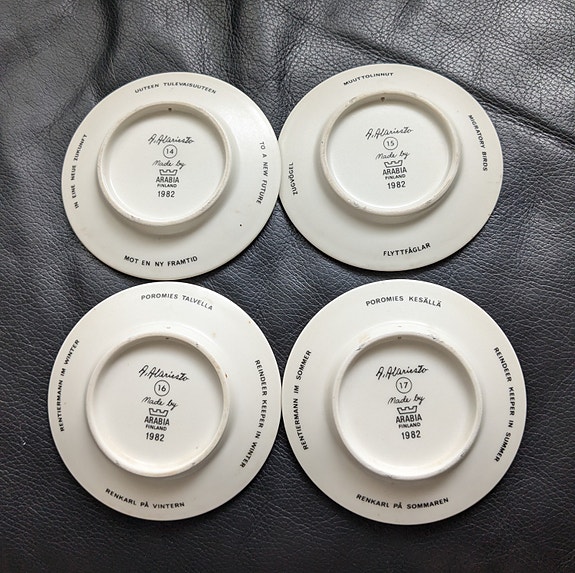 UUTEEN TULEVAISUUTEEN
IN EINE NEUE ZUKUNFT
TO A NEW FUTURE
A. Alariesto
14
Made by
ARABIA
FINLAND
1982
MOT EN NY FRAMTID
MUUTTOLINNUT
ZUGVÖGEL
MIGRATORY BIRDS
A. Alariesto
15
Made by
ARABIA
FINLAND
1982
FLYTTFÅGLAR
POROMIES TALVELLA
RENTIERMANN IM WINTER
REINDEER KEEPER IN WINTER
A. Alariesto
16
Made by
ARABIA
FINLAND
1982
RENKARL PÅ VINTERN
POROMIES KESÄLLÄ
RENTIERMANN IM SOMMER
REINDEER KEEPER IN SUMMER
A. Alariesto
17
Made by
ARABIA
FINLAND
1982
RENKARL PÅ SOMMAREN